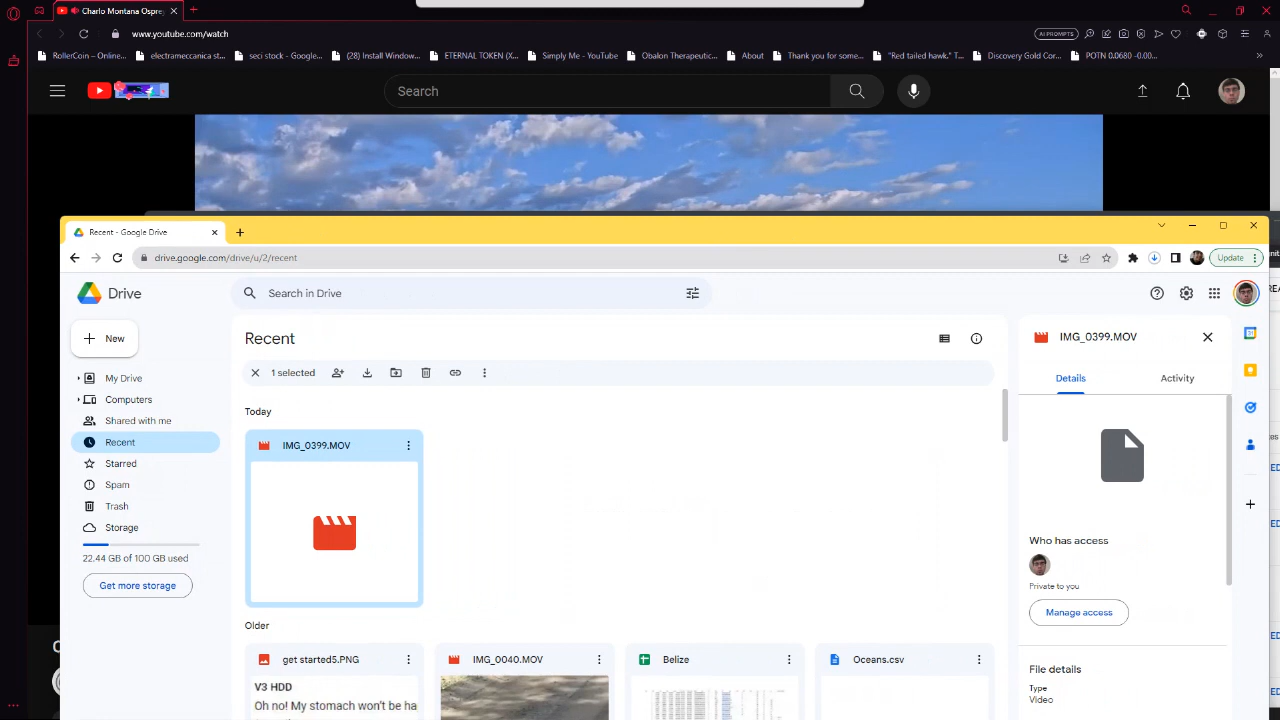 Charlo Montana Ospre
www.youtube.com/watch
AI PROMPTS
RollerCoin – Online...
electrameccanica st...
seci stock - Google...
(28) Install Window...
ETERNAL TOKEN (X...
Simply Me - YouTube
Obalon Therapeutic...
About
Thank you for some...
"Red tailed hawk." T...
Discovery Gold Cor...
POTN 0.0680 -0.00...
Search
Recent - Google Drive
drive.google.com/drive/u/2/recent
Update
Drive
Search in Drive
New
My Drive
Computers
Shared with me
Recent
Starred
Spam
Trash
Storage
22.44 GB of 100 GB used
Get more storage
Recent
1 selected
Today
IMG_0399.MOV
Older
get started5.PNG
IMG_0040.MOV
Belize
Oceans.csv
V3 HDD
Oh no! My stomach won't be ha
IMG_0399.MOV
Details
Activity
Who has access
Private to you
Manage access
File details
Type
Video